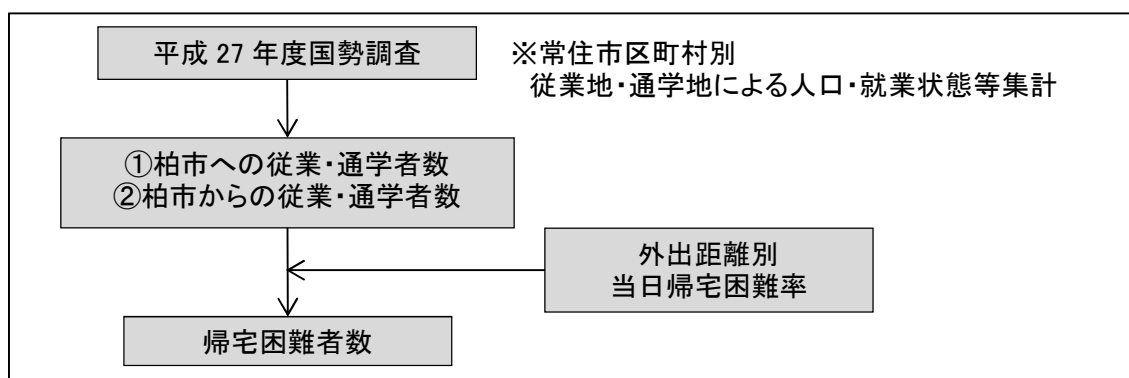 平成 27 年度国勢調査
※常住市区町村別
従業地・通学地による人口・就業状態等集計
①柏市への従業・通学者数
②柏市からの従業・通学者数
外出距離別
当日帰宅困難率
帰宅困難者数